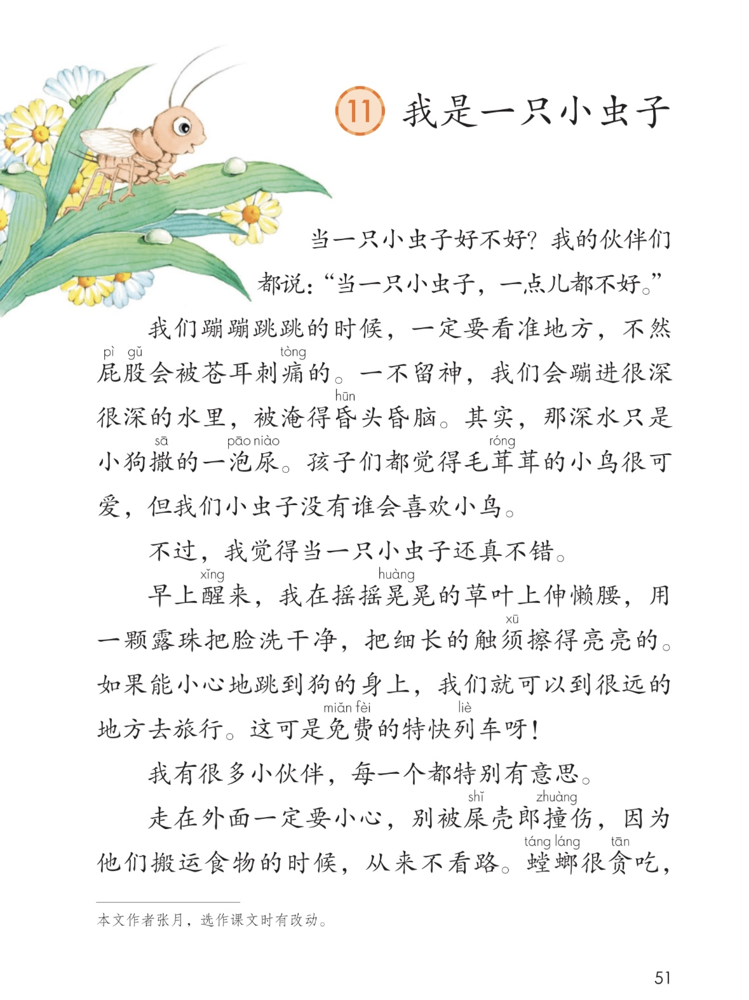 11 我是一只小虫子
当一只小虫子好不好？我的伙伴们
都说：“当一只小虫子，一点儿都不好。”
我们蹦蹦跳跳的时候，一定要看准地方，不然
pì gǔ tòng
屁股会被苍耳刺痛的。一不留神，我们会蹦进很深
hūn
很深的水里，被淹得昏头昏脑。其实，那深水只是
sā pāo niào róng
小狗撒的一泡尿。孩子们都觉得毛茸茸的小鸟很可
爱，但我们小虫子没有谁会喜欢小鸟。
不过，我觉得当一只小虫子还真不错。
xǐng huàng
早上醒来，我在摇摇晃晃的草叶上伸懒腰，用
xū
一颗露珠把脸洗干净，把细长的触须擦得亮亮的。
如果能小心地跳到狗的身上，我们就可以到很远的
miǎn fèi liè
地方去旅行。这可是免费的特快列车呀！
我有很多小伙伴，每一个都特别有意思。
shǐ zhuàng
走在外面一定要小心，别被屎壳郎撞伤，因为
táng láng tān
他们搬运食物的时候，从来不看路。螳螂很贪吃，
本文作者张月，选作课文时有改动。
51